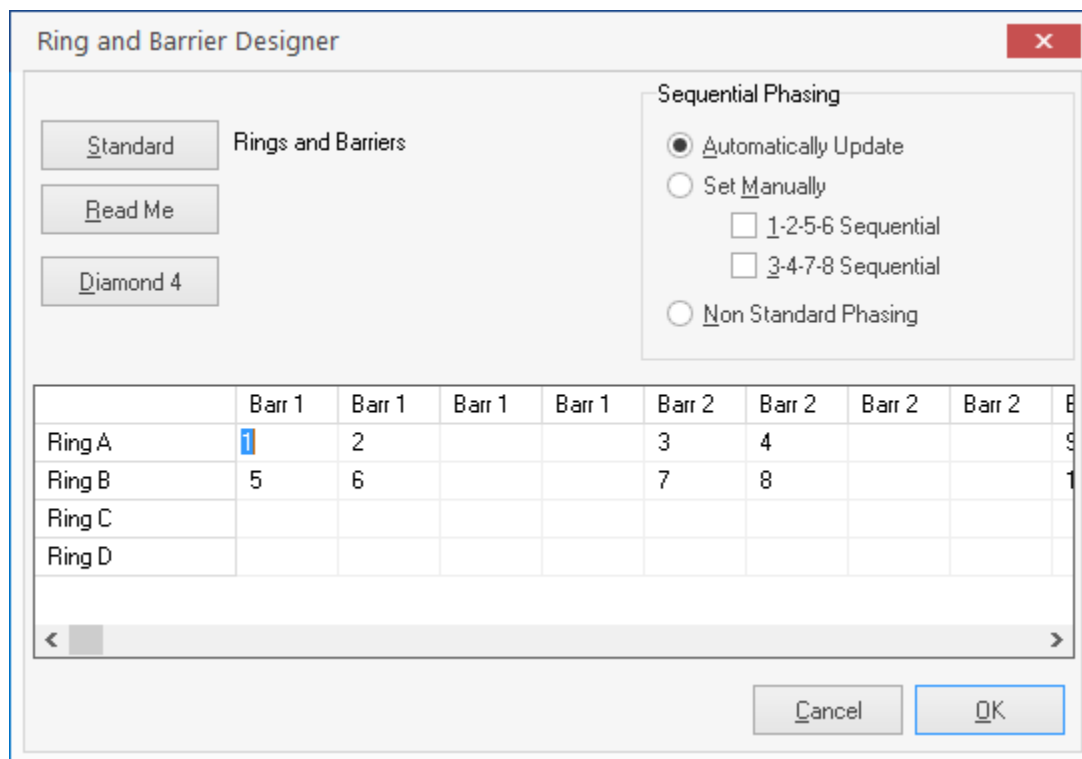 Ring and Barrier Designer
Standard
Rings and Barriers
Read Me
Diamond 4
Sequential Phasing
Automatically Update
Set Manually
1-2-5-6 Sequential
3-4-7-8 Sequential
Non Standard Phasing
Barr 1 Barr 1 Barr 1 Barr 1 Barr 2 Barr 2 Barr 2 Barr 2
Ring A 1 2 3 4
Ring B 5 6 7 8
Ring C
Ring D
Cancel OK